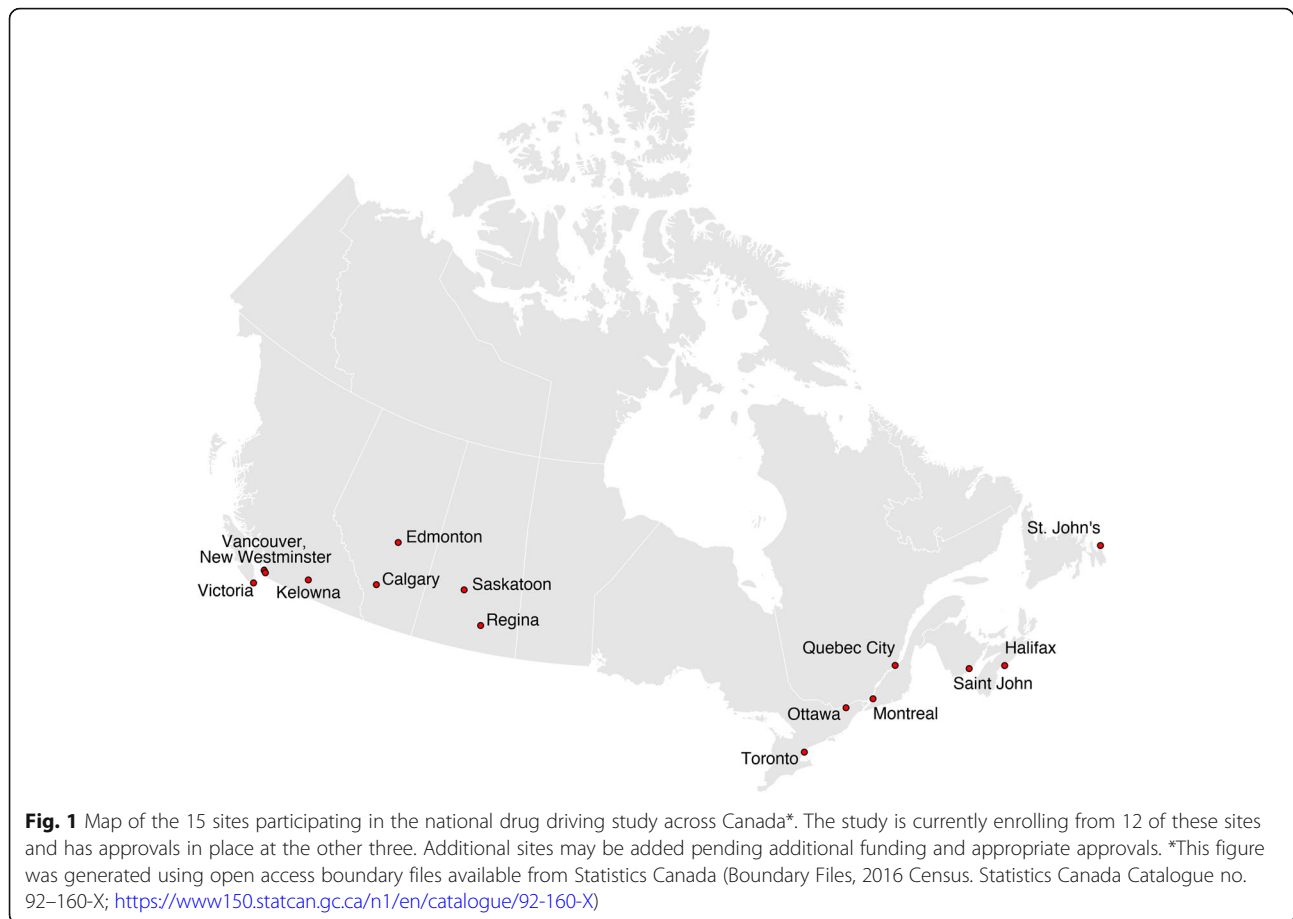 Vancouver,
New Westminster
Victoria
Kelowna
Edmonton
Calgary
Saskatoon
Regina
St. John's
Quebec City
Halifax
Saint John
Ottawa
Montreal
Toronto
Fig. 1 Map of the 15 sites participating in the national drug driving study across Canada*. The study is currently enrolling from 12 of these sites
and has approvals in place at the other three. Additional sites may be added pending additional funding and appropriate approvals. *This figure
was generated using open access boundary files available from Statistics Canada (Boundary Files, 2016 Census. Statistics Canada Catalogue no.
92–160-X; https://www150.statcan.gc.ca/n1/en/catalogue/92-160-X)